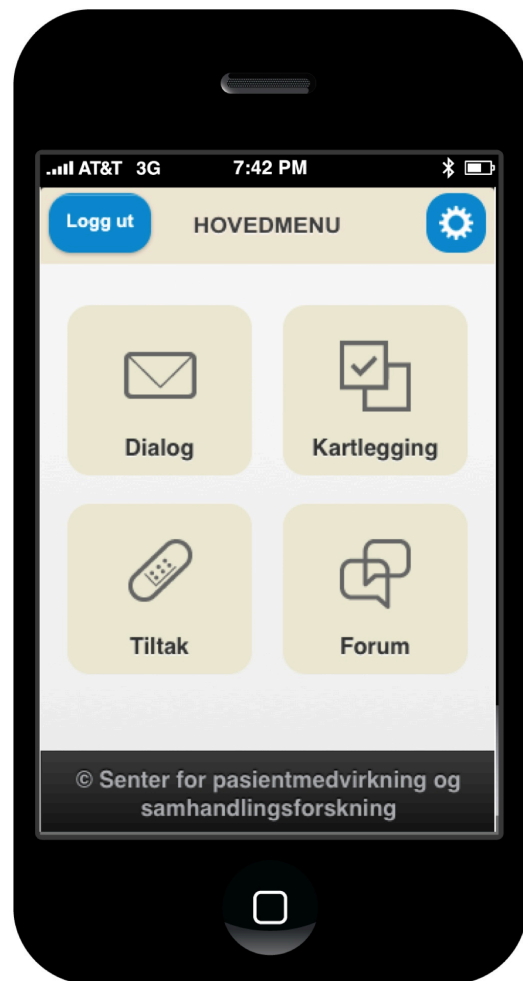 AT&T 3G 7:42 PM
Logg ut HOVEDMENU
Dialog Kartlegging
Tiltak Forum
© Senter for pasientmedvirkning og
samhandlingsforskning